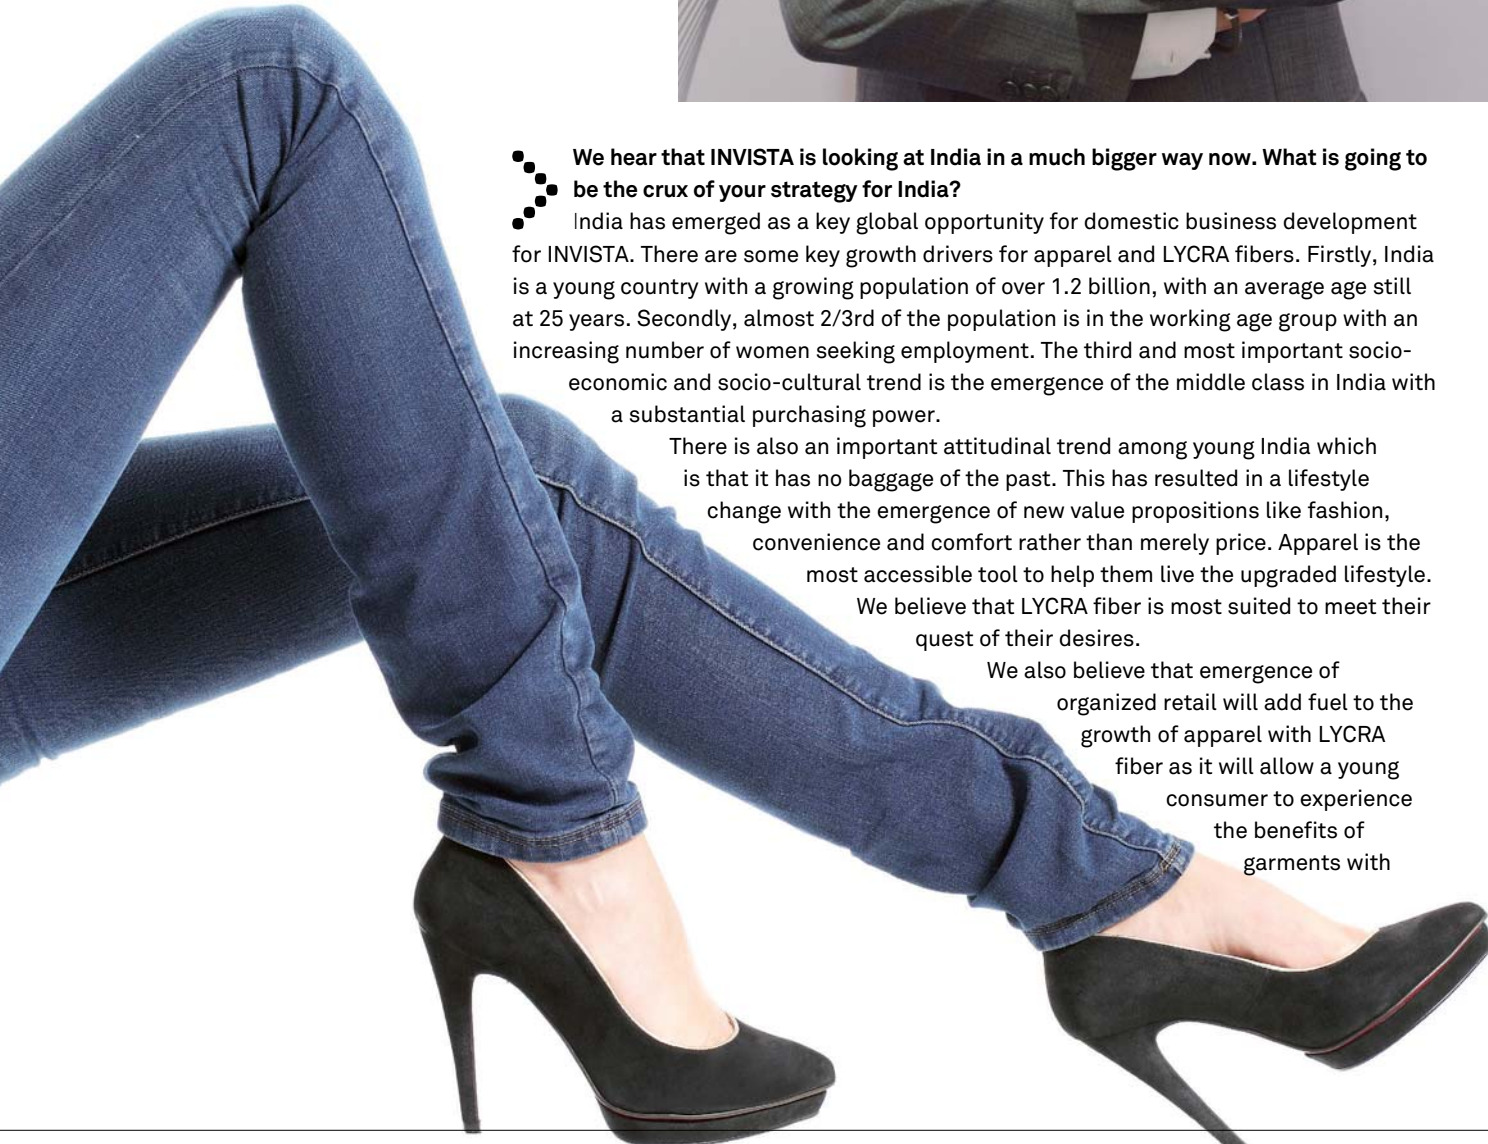 We hear that INVISTA is looking at India in a much bigger way now. What is going to
be the crux of your strategy for India?
India has emerged as a key global opportunity for domestic business development
for INVISTA. There are some key growth drivers for apparel and LYCRA fibers. Firstly, India
is a young country with a growing population of over 1.2 billion, with an average age still
at 25 years. Secondly, almost 2/3rd of the population is in the working age group with an
increasing number of women seeking employment. The third and most important socio-
economic and socio-cultural trend is the emergence of the middle class in India with
a substantial purchasing power.
There is also an important attitudinal trend among young India which
is that it has no baggage of the past. This has resulted in a lifestyle
change with the emergence of new value propositions like fashion,
convenience and comfort rather than merely price. Apparel is the
most accessible tool to help them live the upgraded lifestyle.
We believe that LYCRA fiber is most suited to meet their
quest of their desires.
We also believe that emergence of
organized retail will add fuel to the
growth of apparel with LYCRA
fiber as it will allow a young
consumer to experience
the benefits of
garments with